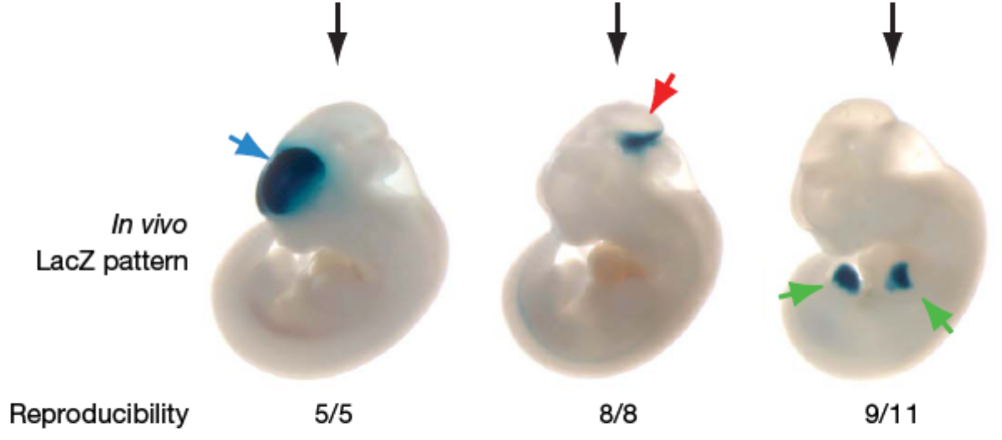 In vivo
LacZ pattern
Reproducibility 5/5 8/8 9/11